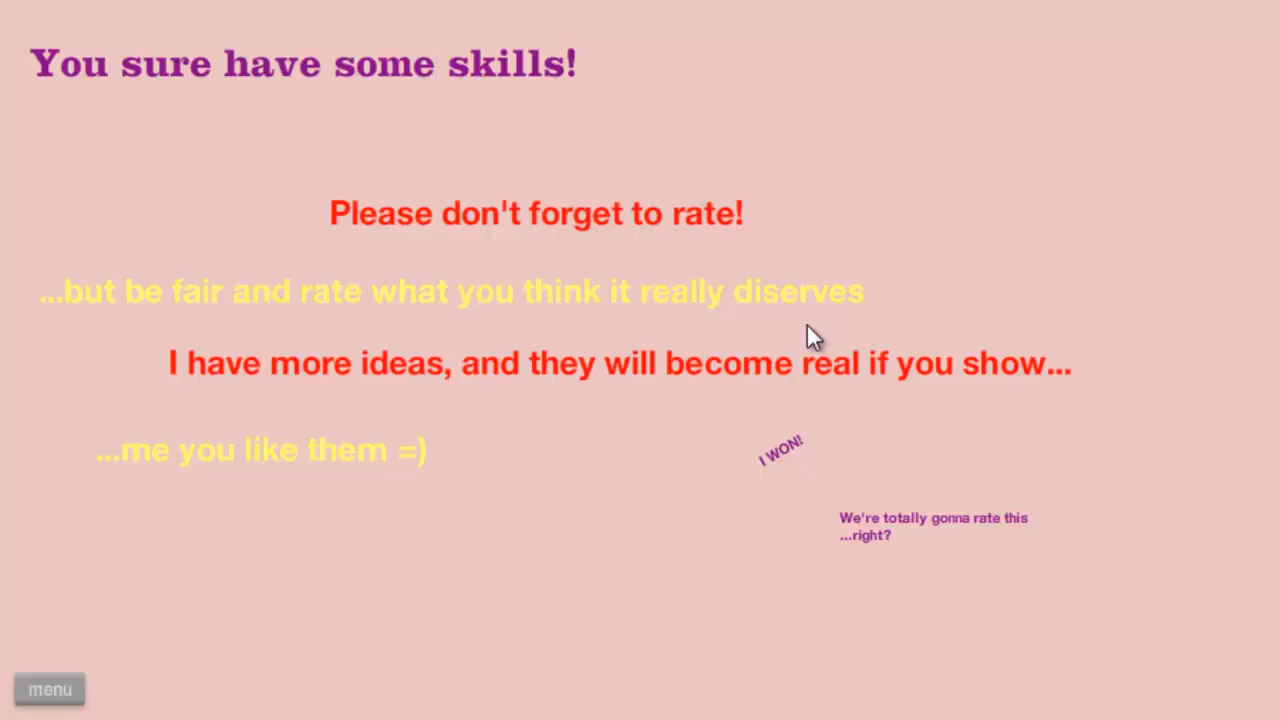 You sure have some skills!
Please don't forget to rate!
...but be fair and rate what you think it really diserves
I have more ideas, and they will become real if you show...
...me you like them =)
I WON!
We're totally gonna rate this
...right?
menu